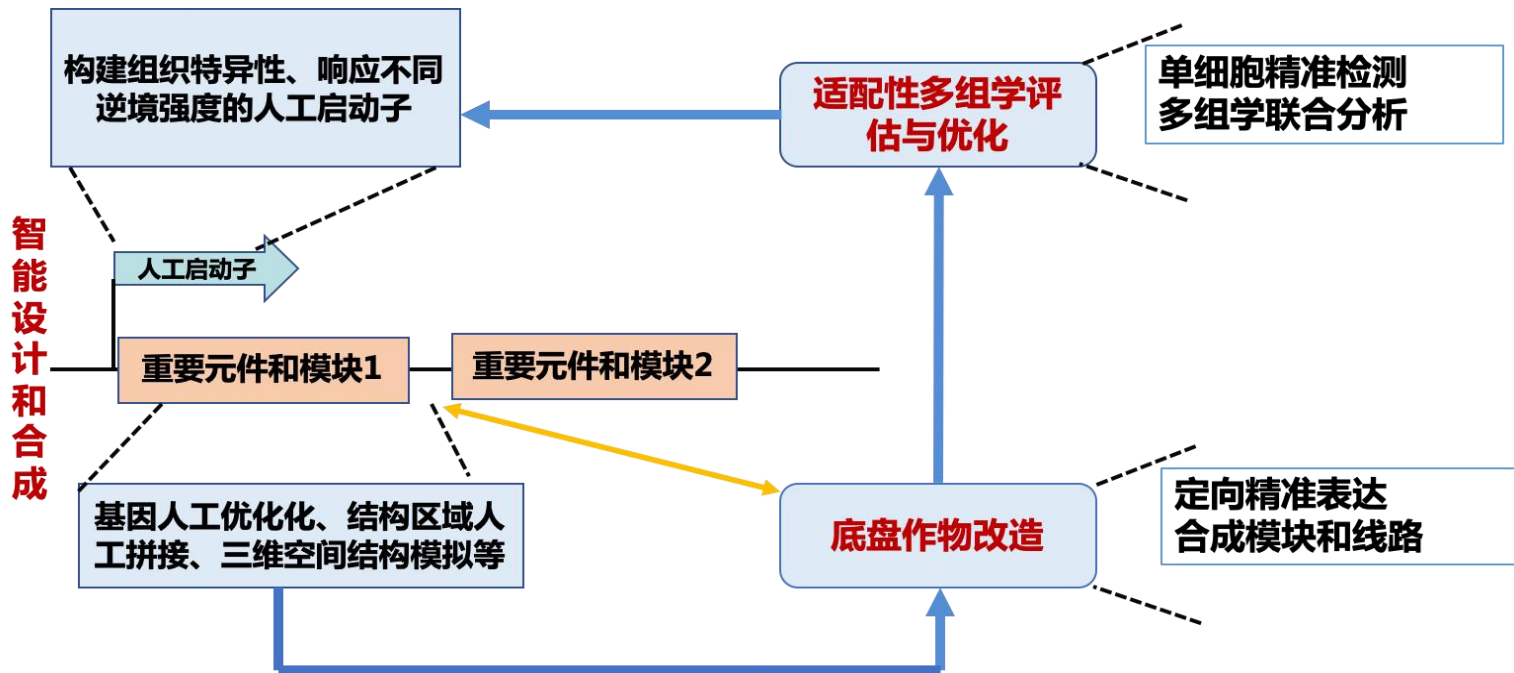 构建组织特异性、响应不同
逆境强度的人工启动子
适配性多组学评
估与优化
单细胞精准检测
多组学联合分析
智能设计和合成
人工启动子
重要元件和模块1
重要元件和模块2
基因人工优化化、结构区域人
工拼接、三维空间结构模拟等
底盘作物改造
定向精准表达
合成模块和线路